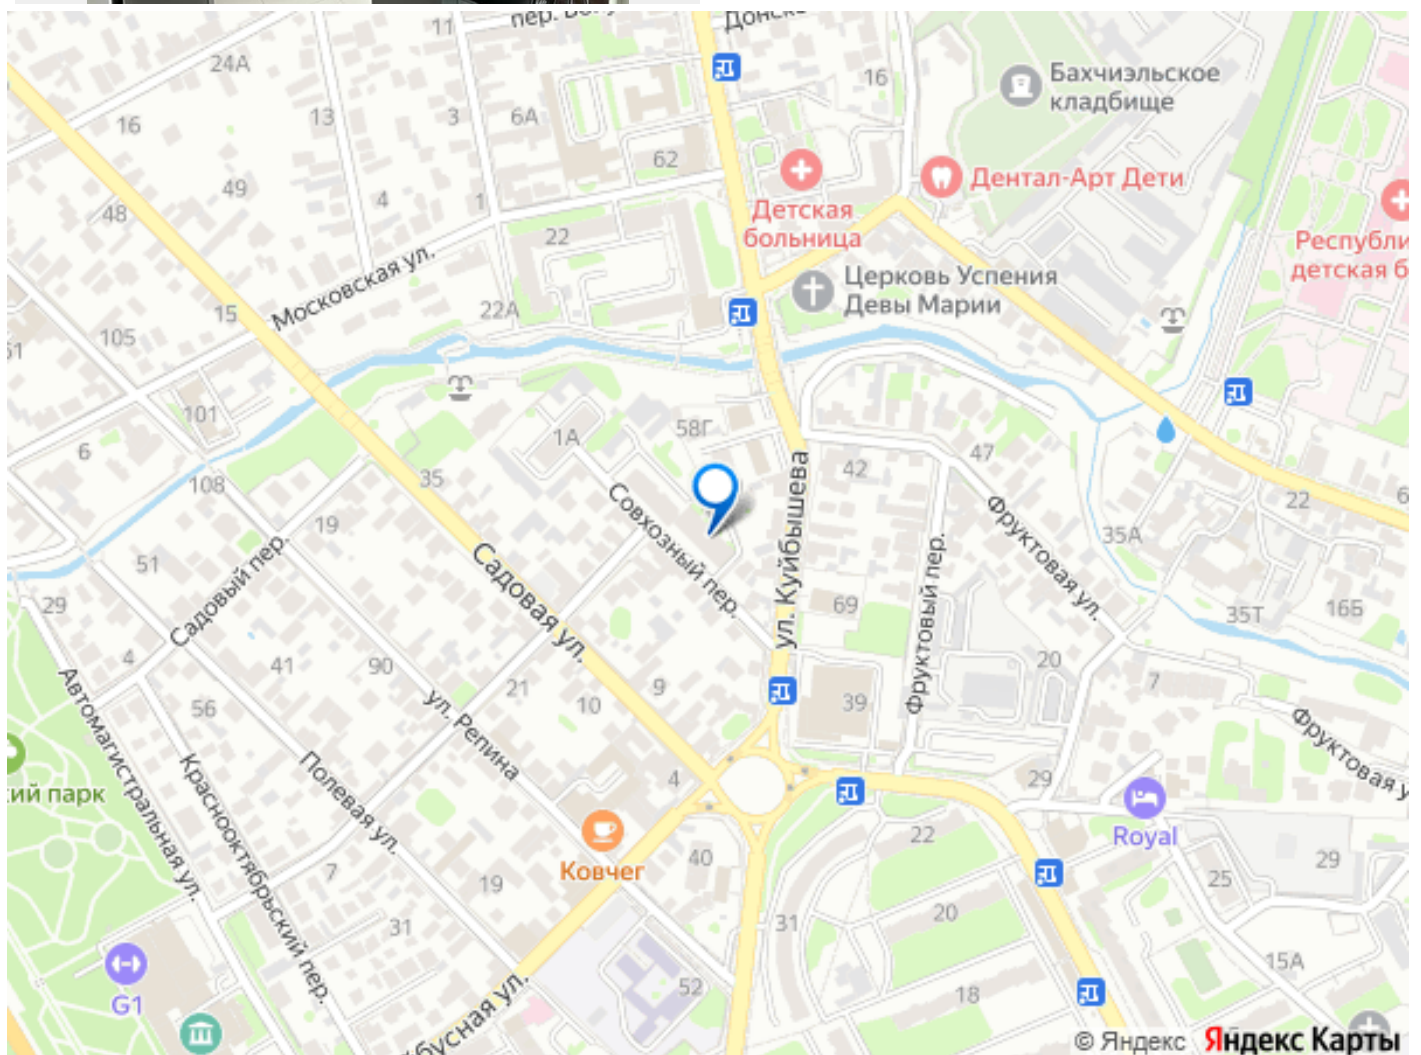 11
пер.
24А
16
Бахчиэльское
кладбище
16
13
3
6А
62
49
48
4
1
22
Дентал-Арт Дети
Детская
больница
Московская ул.
Церковь Успения
Девы Марии
детская б
15
22А
105
101
6
1А
58Г
42
47
22
6
35
108
19
51
29
Садовый пер.
Совхозный пер.
ул. Куйбышева
Фруктовый пер.
Фруктовая ул.
35А
35Т
16Б
69
Садовая ул.
4
41
90
56
21
9
10
39
20
7
ул. Репина
Фруктовая у
Автомагистральная ул.
Краснооктябрьский пер.
Полевая ул.
ий парк
4
29
Royal
Ковчег
40
22
29
7
19
25
31
31
20
G1
52
18
15А
бусная ул.
© Яндекс Яндекс Карты